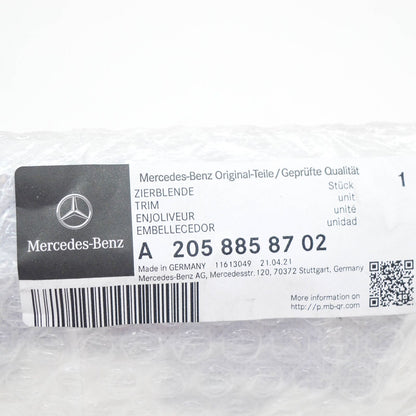 Mercedes-Benz
Mercedes-Benz Original-Teile/Geprüfte Qualität
ZIERBLENDE Stück 1
TRIM unit
ENJOLIVEUR unité
EMBELLECEDOR unidad
A 205 885 87 02
Made in GERMANY 11613049 21.04.21
Mercedes-Benz AG, Mercedesstr. 120, 70372 Stuttgart, Germany
More information on
http://p.mb-qr.com